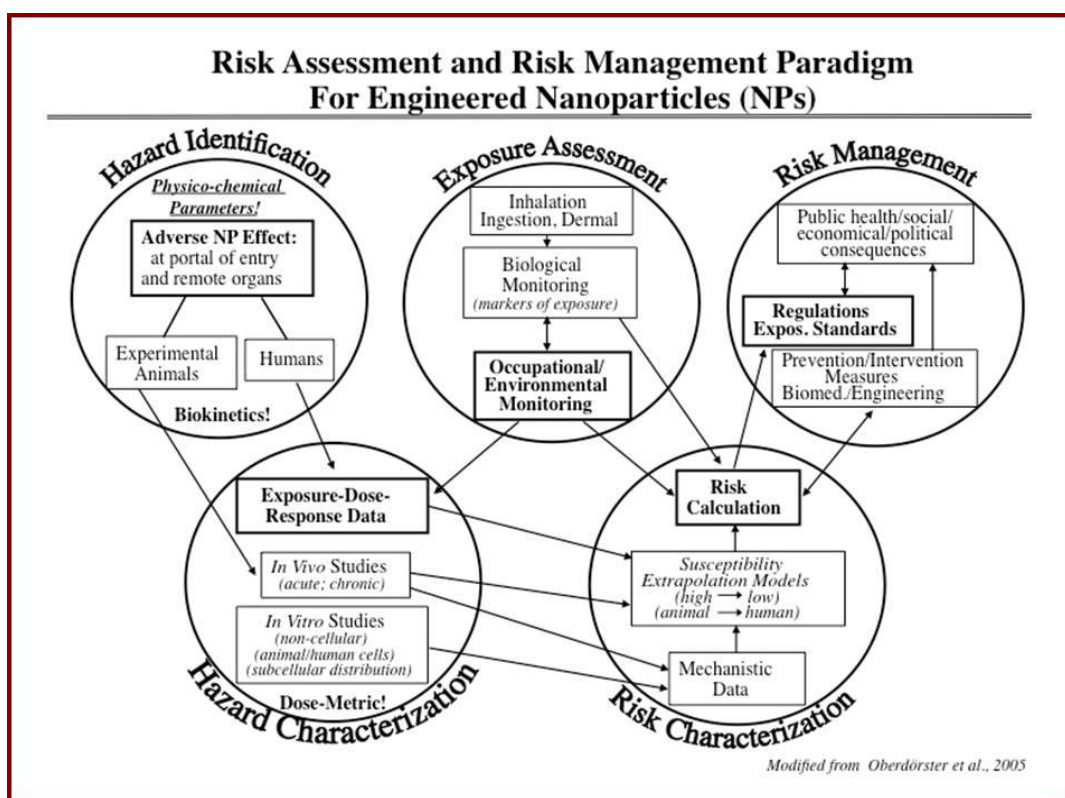 Risk Assessment and Risk Management Paradigm
For Engineered Nanoparticles (NPs)
Hazard Identification
Physico-chemical
Parameters!
Adverse NP Effect:
at portal of entry
and remote organs
Experimental
Animals
Humans
Biokinetics!
Exposure Assessment
Inhalation
Ingestion, Dermal
Biological
Monitoring
(markers of exposure)
Occupational/
Environmental
Monitoring
Risk Management
Public health/social/
economical/political
consequences
Regulations
Expos. Standards
Prevention/Intervention
Measures
Biomed./Engineering
Exposure-Dose-
Response Data
In Vivo Studies
(acute; chronic)
In Vitro Studies
(non-cellular)
(animal/human cells)
(subcellular distribution)
Dose-Metric!
Hazard Characterization
Risk
Calculation
Susceptibility
Extrapolation Models
(high → low)
(animal → human)
Mechanistic
Data
Risk Characterization
Modified from Oberdörster et al., 2005